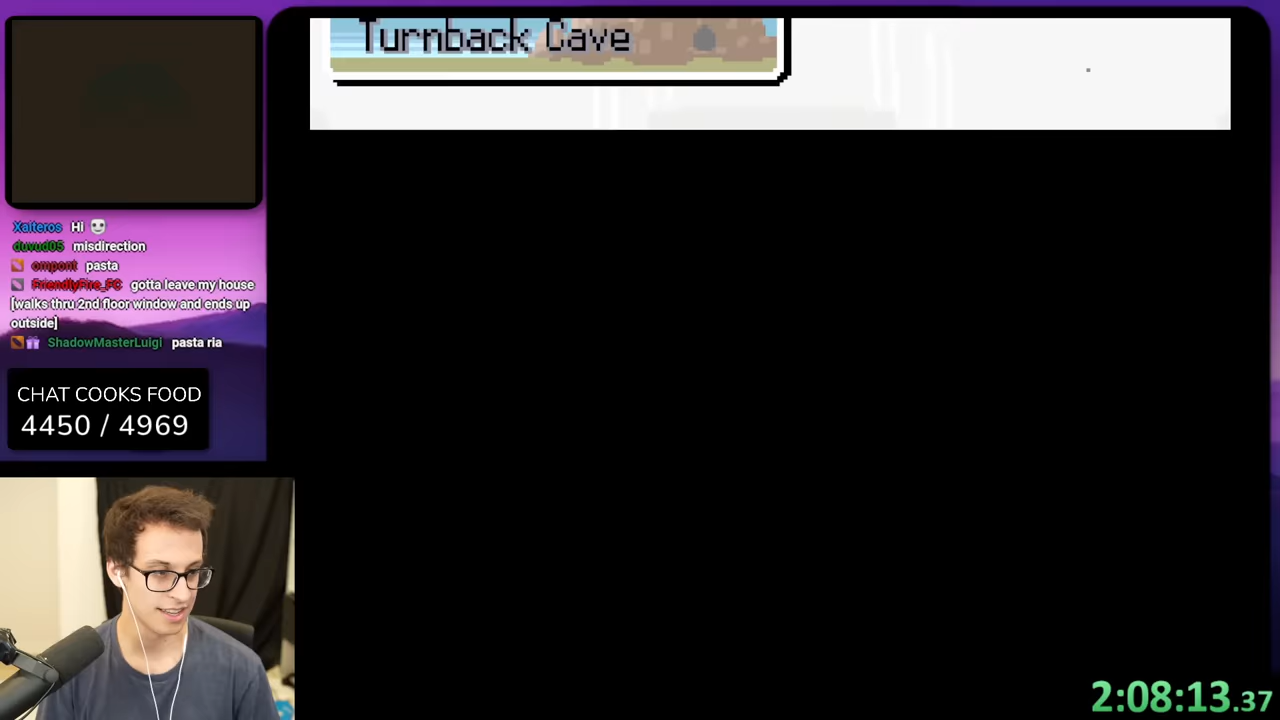 Turnback Cave
Xaiteros Hi
duvud05 misdirection
ompont pasta
FriendlyFire_FC gotta leave my house
[walks thru 2nd floor window and ends up
outside]
ShadowMasterLuigi pasta ria
CHAT COOKS FOOD
4450 / 4969
2:08:13.37